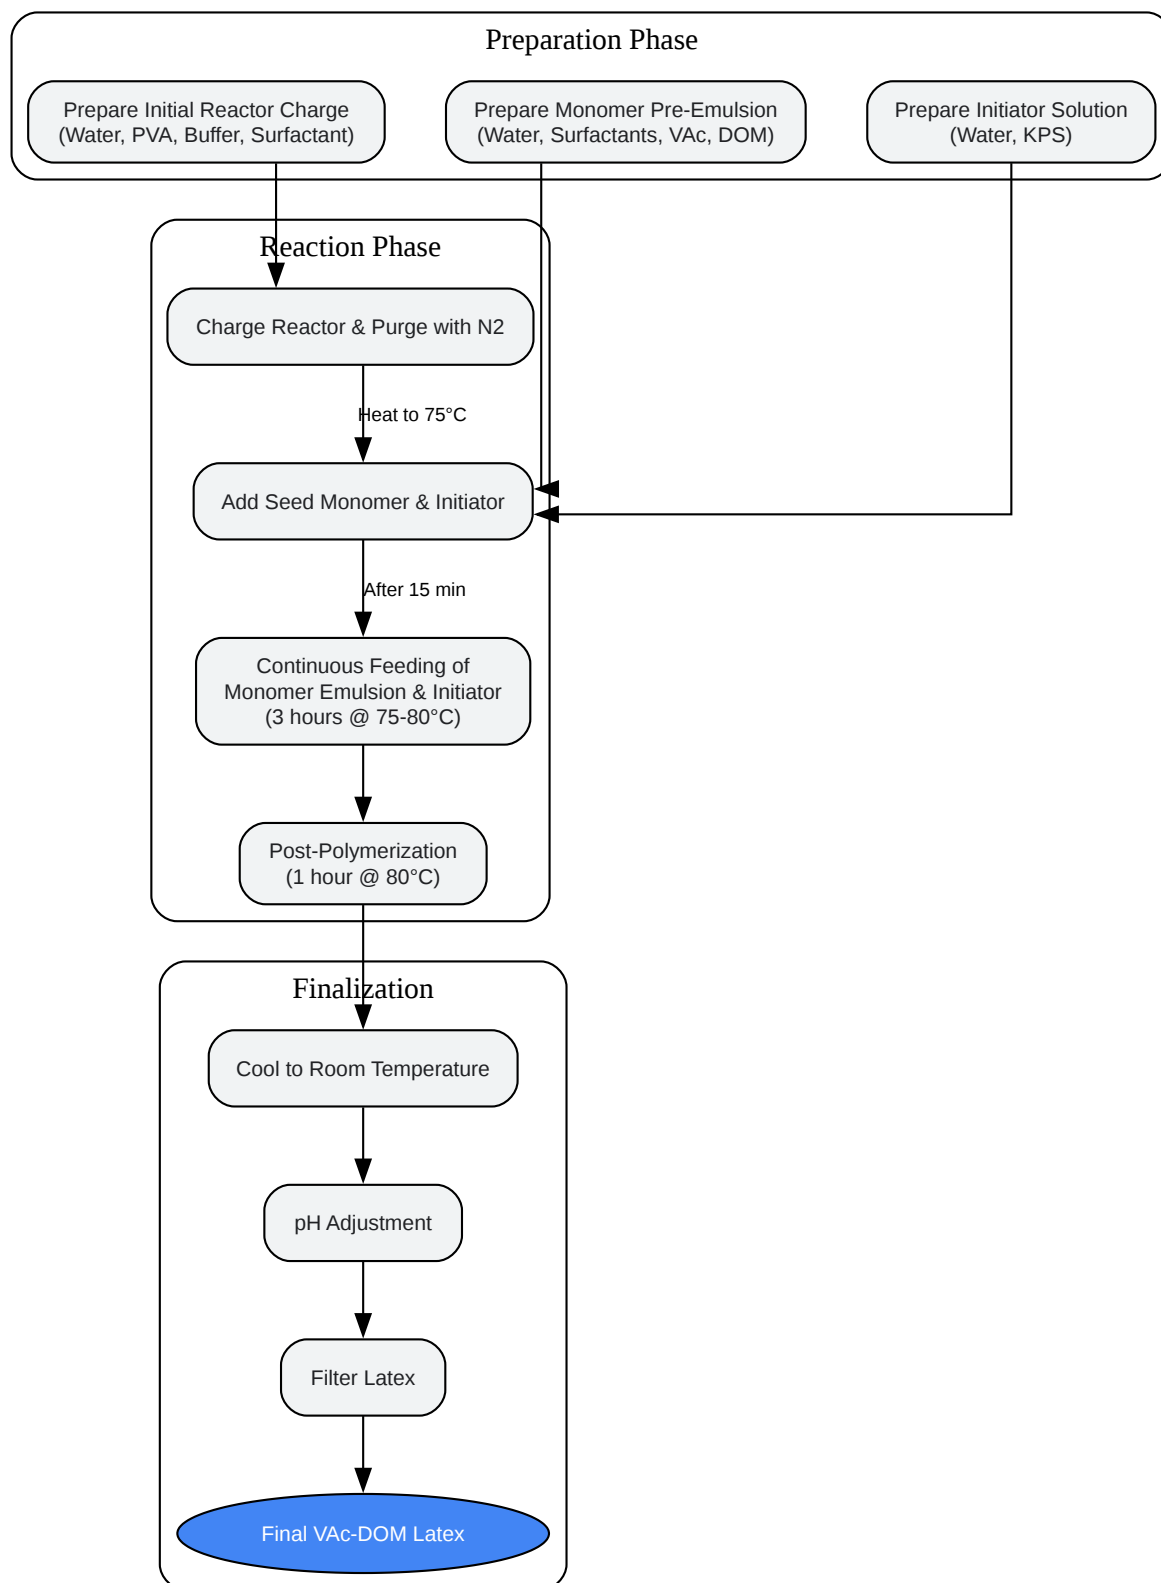 Preparation Phase
Prepare Initial Reactor Charge
(Water, PVA, Buffer, Surfactant)
Prepare Monomer Pre-Emulsion
(Water, Surfactants, VAc, DOM)
Prepare Initiator Solution
(Water, KPS)
Reaction Phase
Charge Reactor & Purge with N2
Heat to 75°C
Add Seed Monomer & Initiator
After 15 min
Continuous Feeding of
Monomer Emulsion & Initiator
(3 hours @ 75-80°C)
Post-Polymerization
(1 hour @ 80°C)
Finalization
Cool to Room Temperature
pH Adjustment
Filter Latex
Final VAc-DOM Latex